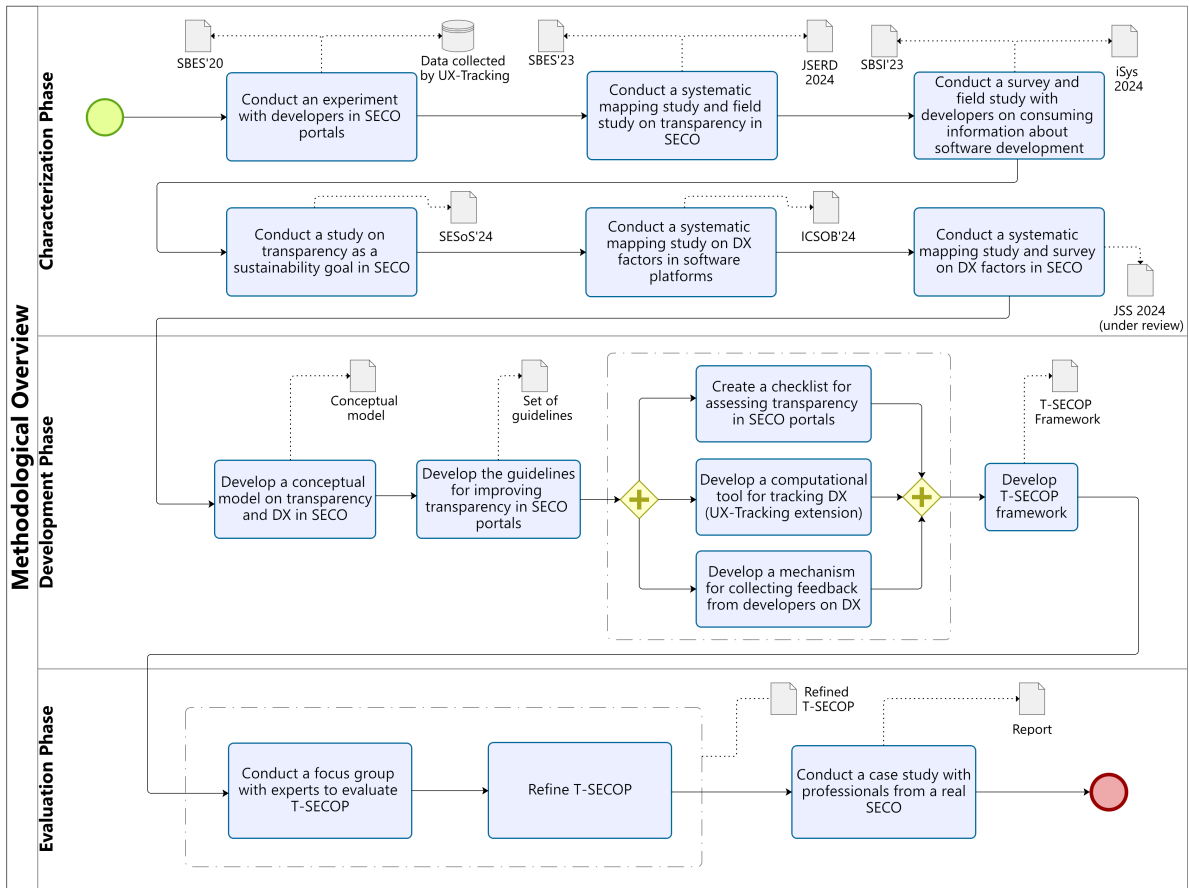 Methodological Overview
Characterization Phase
SBES'20
Data collected
by UX-Tracking
SBES'23
JSERD
2024
SBSI'23
iSys
2024
Conduct an experiment
with developers in SECO
portals
Conduct a systematic
mapping study and field
study on transparency in
SECO
Conduct a survey and
field study with
developers on consuming
information about
software development
SESoS'24
ICSOB'24
Conduct a study on
transparency as a
sustainability goal in SECO
Conduct a systematic
mapping study on DX
factors in software
platforms
Conduct a systematic
mapping study and survey
on DX factors in SECO
JSS 2024
(under review)
Development Phase
Conceptual
model
Set of
guidelines
T-SECOP
Framework
Develop a conceptual
model on transparency
and DX in SECO
Develop the guidelines
for improving
transparency in SECO
portals
Create a checklist for
assessing transparency
in SECO portals
Develop a computational
tool for tracking DX
(UX-Tracking extension)
Develop a mechanism
for collecting feedback
from developers on DX
Develop
T-SECOP
framework
Evaluation Phase
Refined
T-SECOP
Report
Conduct a focus group
with experts to evaluate
T-SECOP
Refine T-SECOP
Conduct a case study with
professionals from a real
SECO